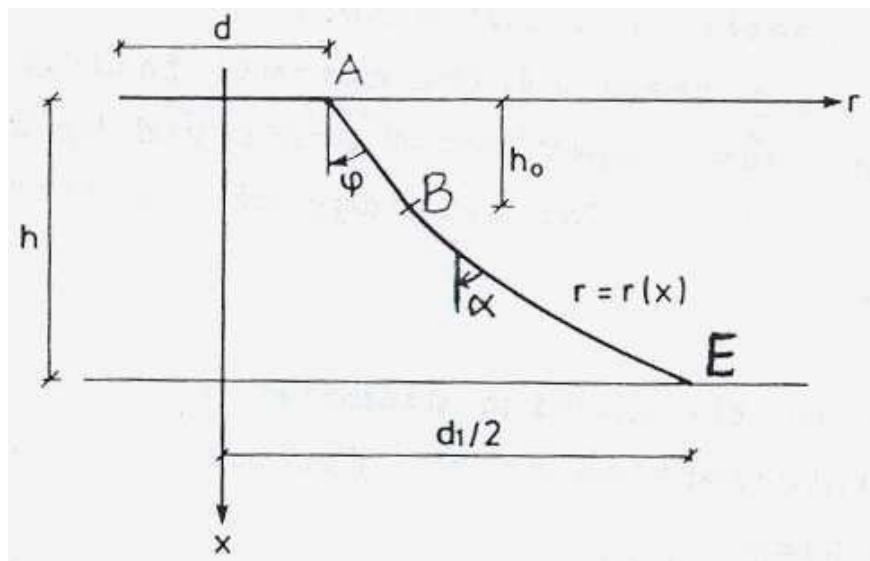 d
A
r
φ
h₀
B
h
α
r = r(x)
E
d₁/2
x